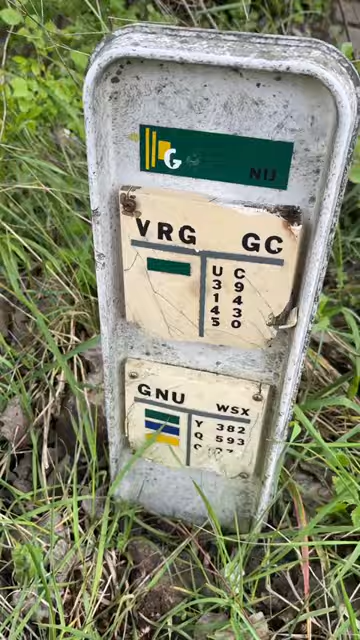 G
NIJ
VRG GC
U C
3 9
1 4
4 3
5 0
GNU WSX
Y 382
Q 593